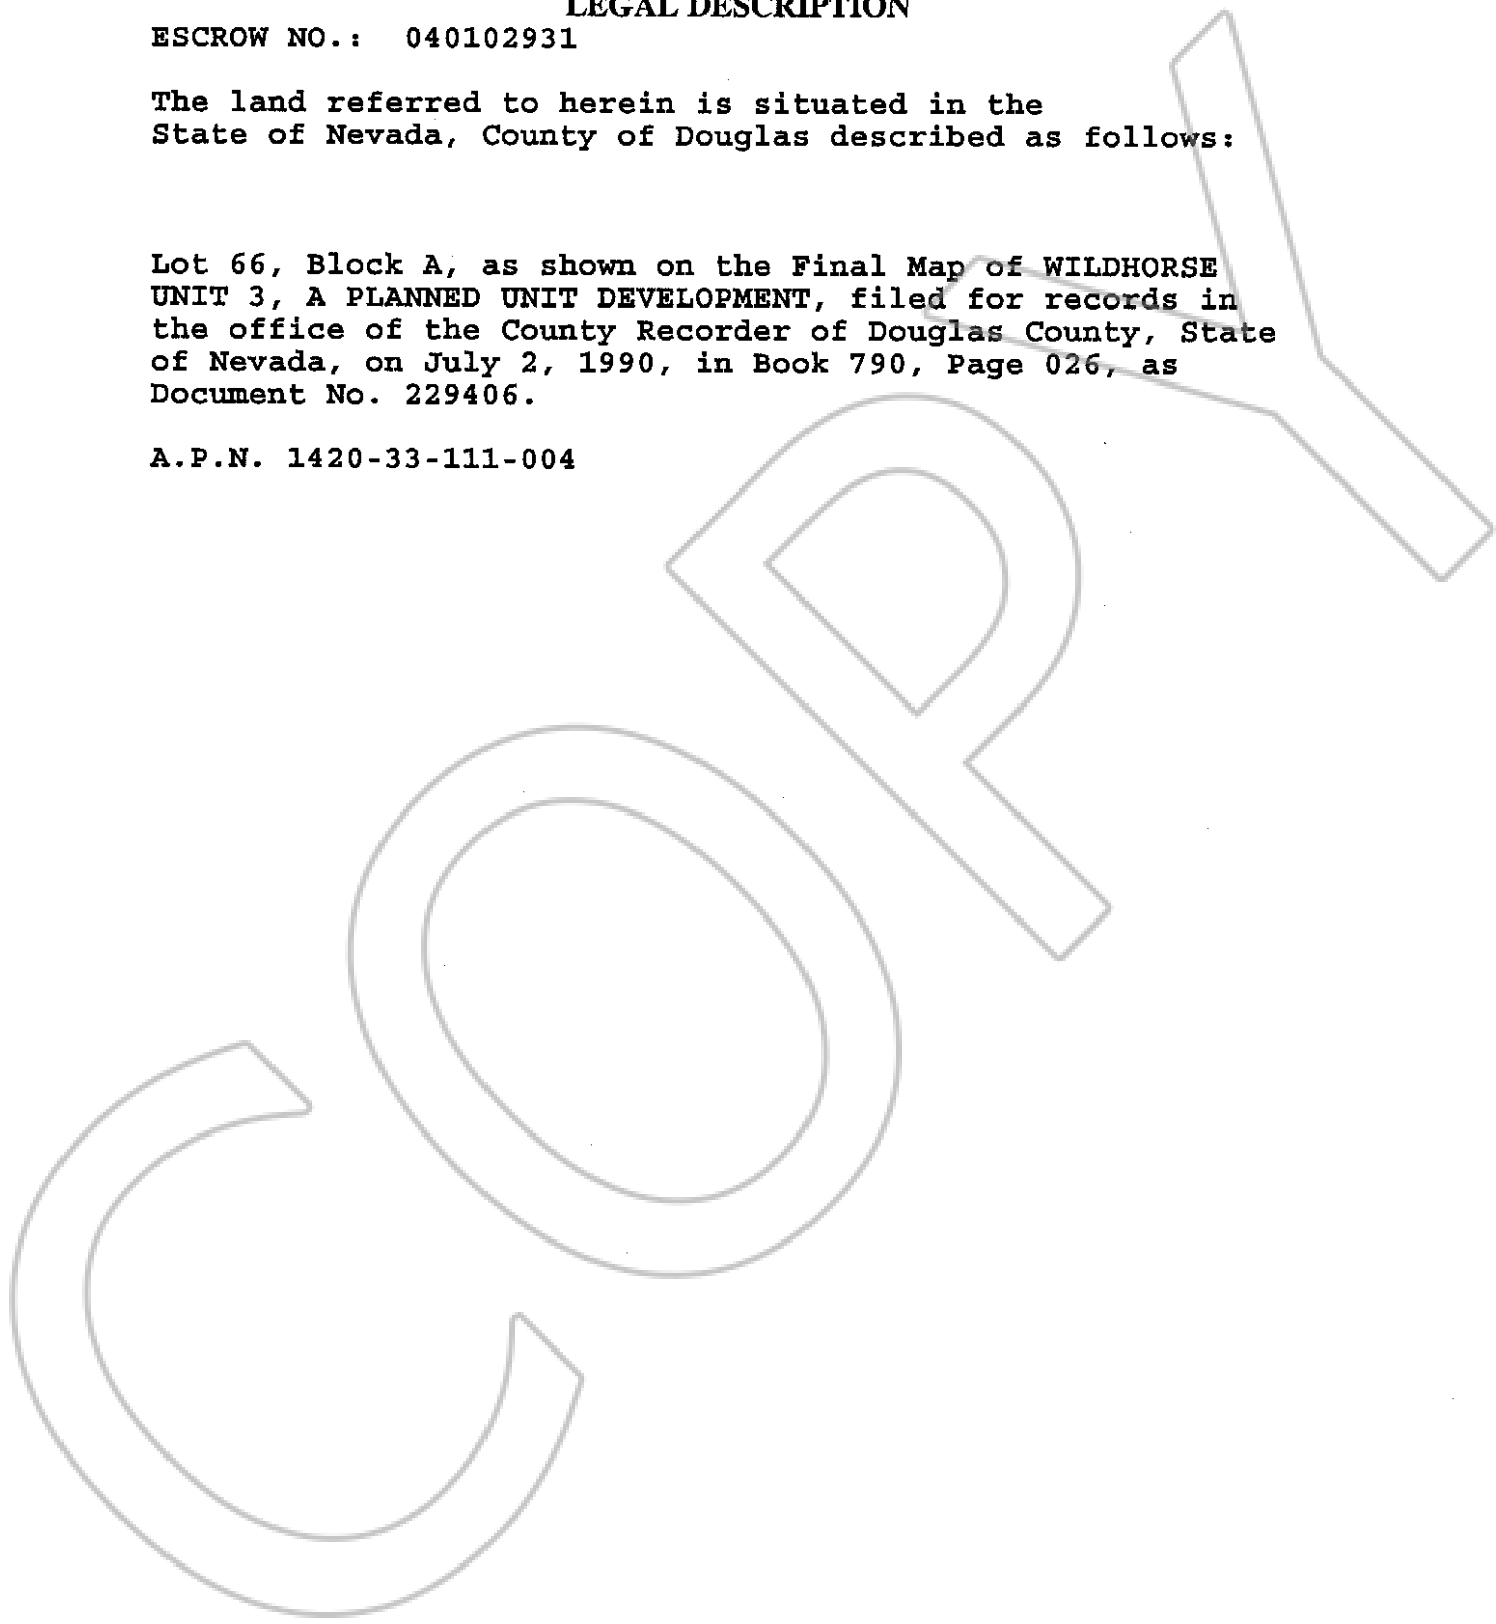 LEGAL DESCRIPTION
ESCROW NO.: 040102931
The land referred to herein is situated in the
State of Nevada, County of Douglas described as follows:
Lot 66, Block A, as shown on the Final Map of WILDHORSE
UNIT 3, A PLANNED UNIT DEVELOPMENT, filed for records in
the office of the County Recorder of Douglas County, State
of Nevada, on July 2, 1990, in Book 790, Page 026, as
Document No. 229406.
A.P.N. 1420-33-111-004
COPY